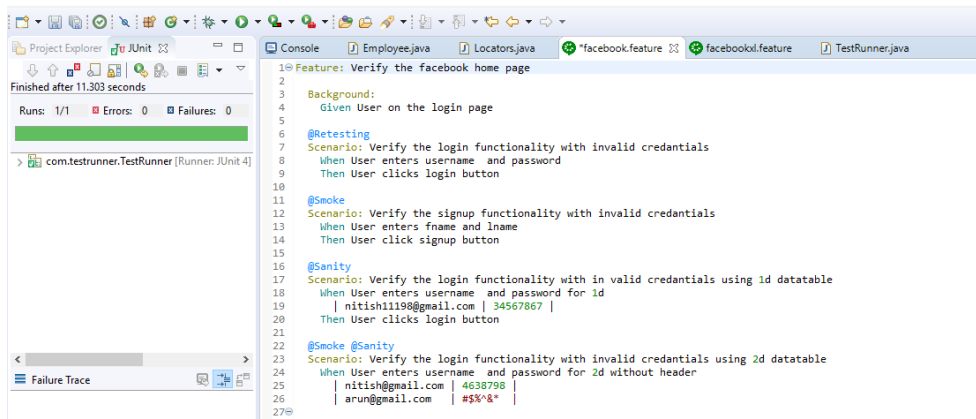 Project Explorer JUnit
Finished after 11.303 seconds
Runs: 1/1 Errors: 0 Failures: 0
com.testrunner.TestRunner [Runner: JUnit 4]
Failure Trace
Console Employee.java Locators.java *facebook.feature facebookxl.feature TestRunner.java
1 Feature: Verify the facebook home page
2
3 Background:
4 Given User on the login page
5
6 @Retesting
7 Scenario: Verify the login functionality with invalid credantials
8 When User enters username  and password
9 Then User clicks login button
10
11 @Smoke
12 Scenario: Verify the signup functionality with invalid credantials
13 When User enters fname and lname
14 Then User click signup button
15
16 @Sanity
17 Scenario: Verify the login functionality with in valid credantials using 1d datatable
18 When User enters username  and password for 1d
19 | nitish11198@gmail.com | 34567867 |
20 Then User clicks login button
21
22 @Smoke @Sanity
23 Scenario: Verify the login functionality with invalid credantials using 2d datatable
24 When User enters username  and password for 2d without header
25 | nitish@gmail.com | 4638798 |
26 | arun@gmail.com   | #$%^&*  |
27